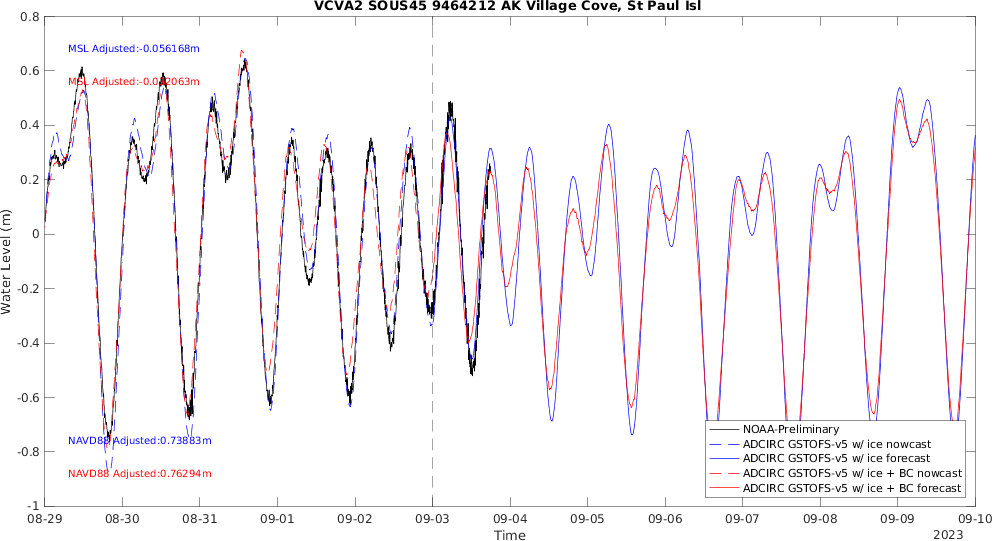 VCVA2 SOUS45 9464212 AK Village Cove, St Paul Isl
0.8
0.6
0.4
0.2
0
-0.2
-0.4
-0.6
-0.8
-1
Water Level (m)
MSL Adjusted:-0.056168m
MSL Adjusted:
NAVD88 Adjusted:0.73883m
NAVD88 Adjusted:0.76294m
NOAA-Preliminary
ADCIRC GSTOFS-v5 w/ ice nowcast
ADCIRC GSTOFS-v5 w/ ice forecast
ADCIRC GSTOFS-v5 w/ ice + BC nowcast
ADCIRC GSTOFS-v5 w/ ice + BC forecast
08-29 08-30 08-31 09-01 09-02 09-03 09-04 09-05 09-06 09-07 09-08 09-09 09-10
Time
2023